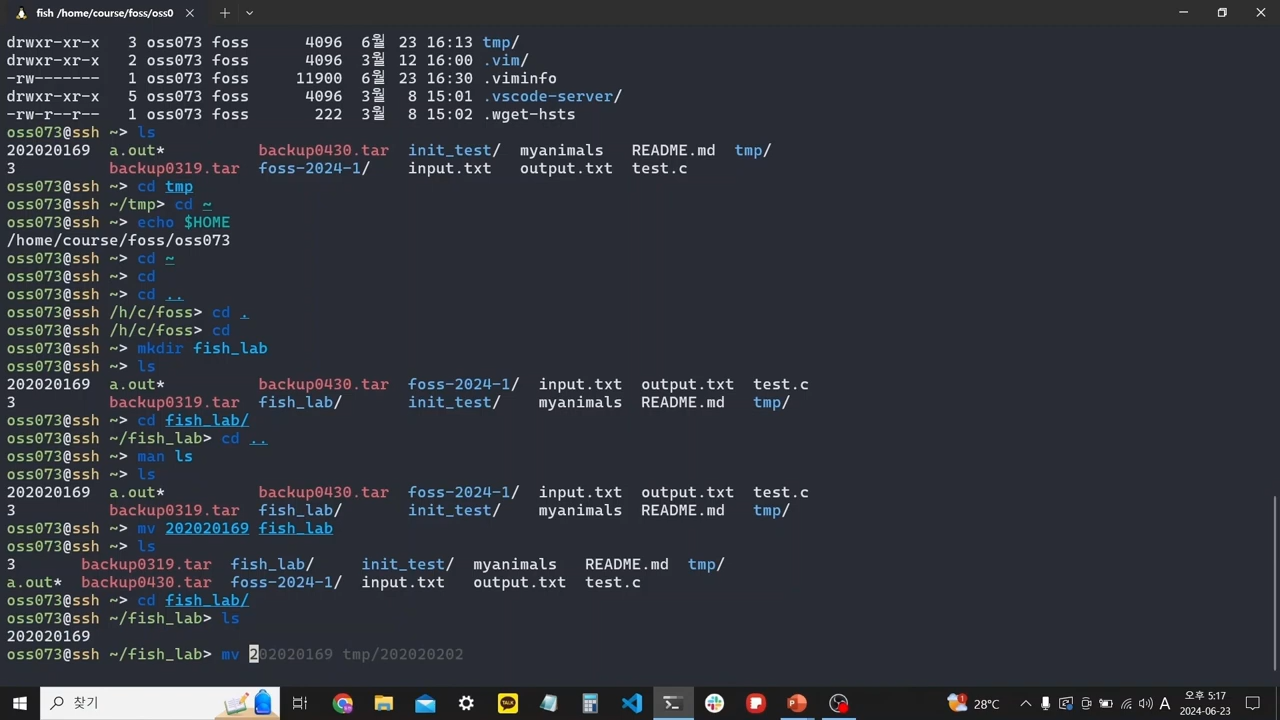 fish /home/course/foss/oss0
drwxr-xr-x 3 oss073 foss 4096 6월 23 16:13 tmp/
drwxr-xr-x 2 oss073 foss 4096 3월 12 16:00 .vim/
-rw------- 1 oss073 foss 11900 6월 23 16:30 .viminfo
drwxr-xr-x 5 oss073 foss 4096 3월 8 15:01 .vscode-server/
-rw-r--r-- 1 oss073 foss 222 3월 8 15:02 .wget-hsts
oss073@ssh ~> ls
202020169 a.out* backup0430.tar init_test/ myanimals README.md tmp/
3 backup0319.tar foss-2024-1/ input.txt output.txt test.c
oss073@ssh ~> cd tmp
oss073@ssh ~/tmp> cd ~
oss073@ssh ~> echo $HOME
/home/course/foss/oss073
oss073@ssh ~> cd ~
oss073@ssh ~> cd
oss073@ssh ~> cd ..
oss073@ssh /h/c/foss> cd .
oss073@ssh /h/c/foss> cd
oss073@ssh ~> mkdir fish_lab
oss073@ssh ~> ls
202020169 a.out* backup0430.tar foss-2024-1/ input.txt output.txt test.c
3 backup0319.tar fish_lab/ init_test/ myanimals README.md tmp/
oss073@ssh ~> cd fish_lab/
oss073@ssh ~/fish_lab> cd ..
oss073@ssh ~> man ls
oss073@ssh ~> ls
202020169 a.out* backup0430.tar foss-2024-1/ input.txt output.txt test.c
3 backup0319.tar fish_lab/ init_test/ myanimals README.md tmp/
oss073@ssh ~> mv 202020169 fish_lab
oss073@ssh ~> ls
3 backup0319.tar fish_lab/ init_test/ myanimals README.md tmp/
a.out* backup0430.tar foss-2024-1/ input.txt output.txt test.c
oss073@ssh ~> cd fish_lab/
oss073@ssh ~/fish_lab> ls
202020169
oss073@ssh ~/fish_lab> mv 202020169 tmp/202020202
찾기
TALK
28°C
A
오후 5:17
2024-06-23